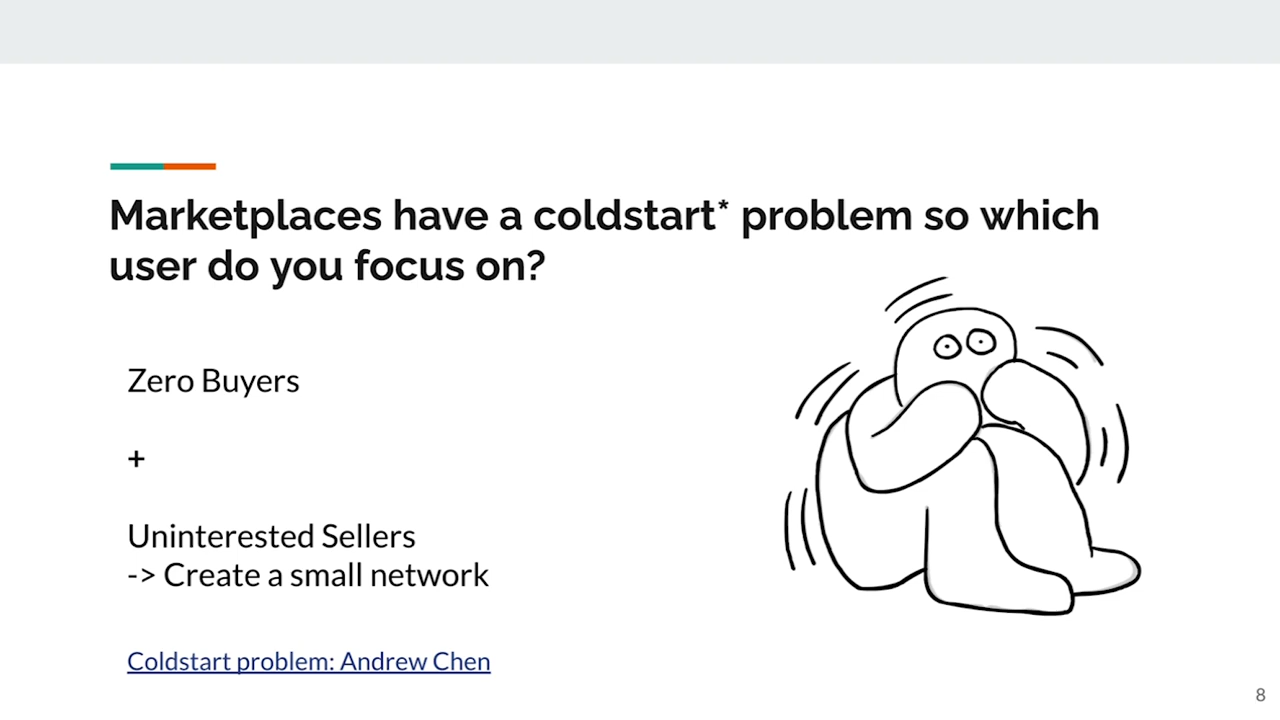 Marketplaces have a coldstart* problem so which
user do you focus on?
Zero Buyers
+
Uninterested Sellers
-> Create a small network
Coldstart problem: Andrew Chen
8